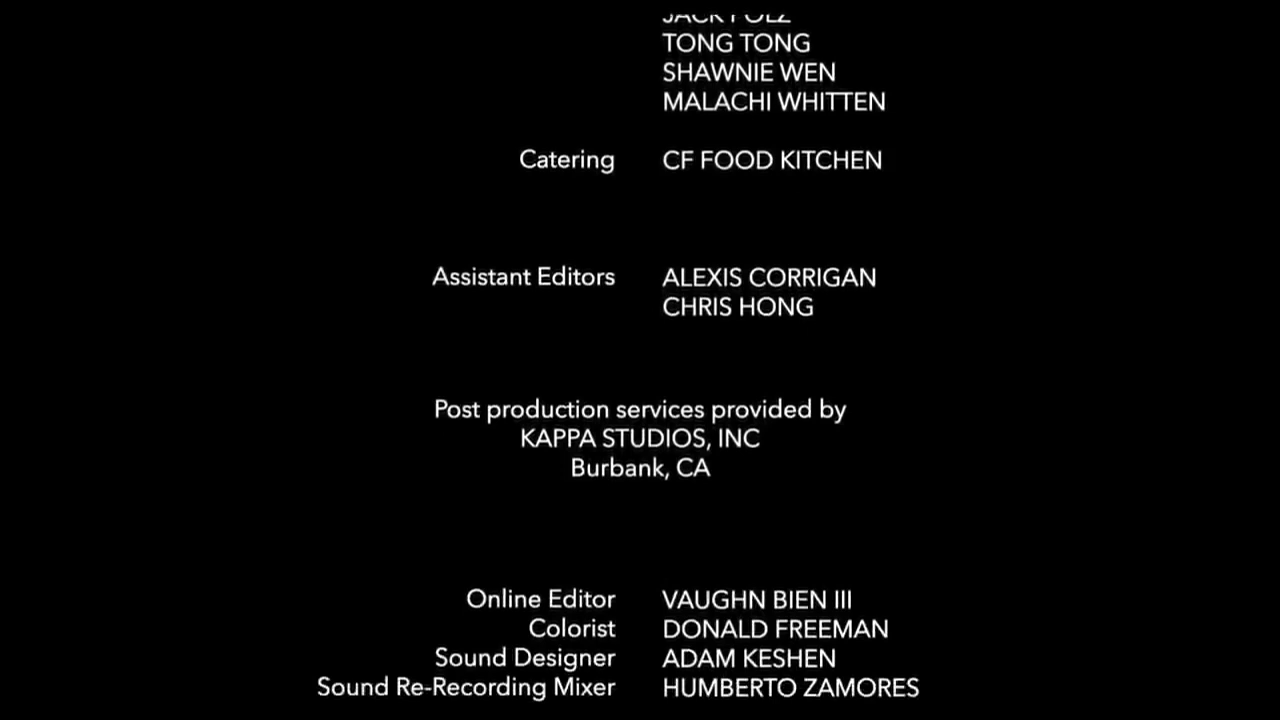 TONG TONG
SHAWNIE WEN
MALACHI WHITTEN
Catering CF FOOD KITCHEN
Assistant Editors ALEXIS CORRIGAN
CHRIS HONG
Post production services provided by
KAPPA STUDIOS, INC
Burbank, CA
Online Editor VAUGHN BIEN III
Colorist DONALD FREEMAN
Sound Designer ADAM KESHEN
Sound Re-Recording Mixer HUMBERTO ZAMORES